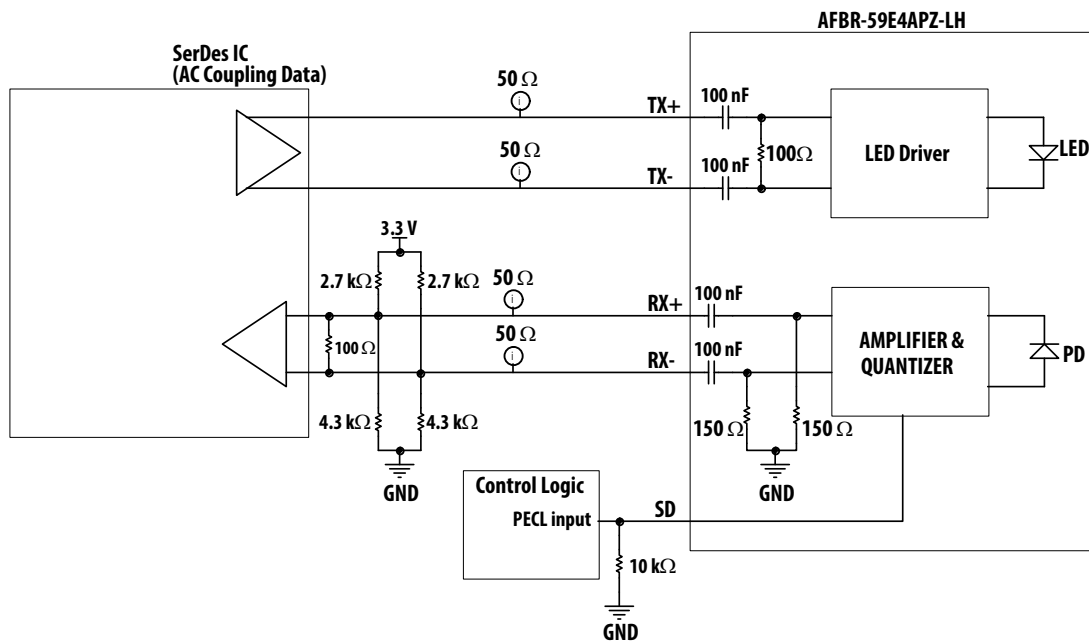 AFBR-59E4APZ-LH
SerDes IC
(AC Coupling Data)
50 Ω
TX+
100 nF
i
100Ω
LED Driver
LED
50 Ω
TX-
100 nF
i
3.3 V
2.7 kΩ
2.7 kΩ
50 Ω
RX+
100 nF
i
100 Ω
50 Ω
RX-
100 nF
i
AMPLIFIER &
QUANTIZER
PD
4.3 kΩ
4.3 kΩ
150 Ω
150 Ω
GND
GND
Control Logic
PECL input
SD
10 kΩ
GND